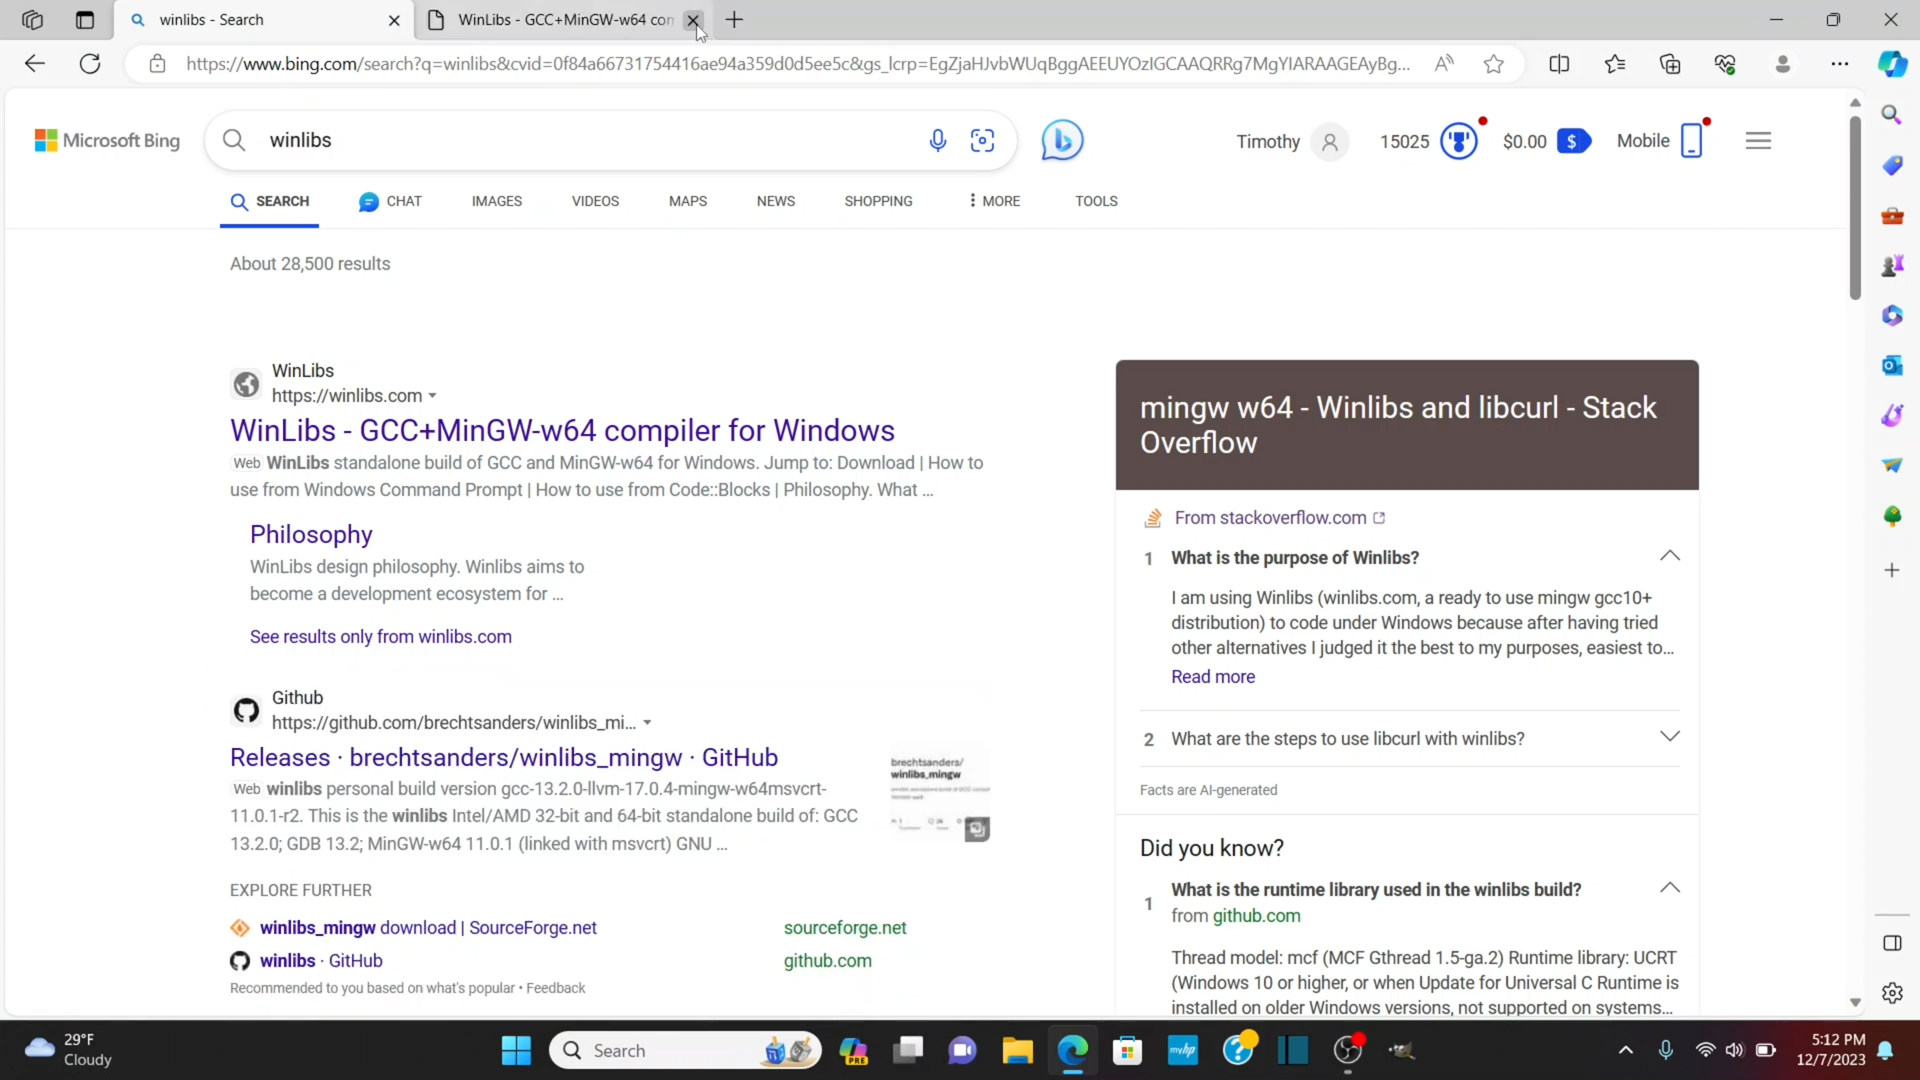 winlibs - Search
WinLibs - GCC+MinGW-w64 con
https://www.bing.com/search?q=winlibs&cvid=0f84a66731754416ae94a359d0d5ee5c&gs_lcrp=EgZjaHJvbWUqBggAEEUYOzIGCAAQRRg7MgYIARAAGEAyBg...
Microsoft Bing
winlibs
Timothy
15025
$0.00
$
Mobile
SEARCH
CHAT
IMAGES
VIDEOS
MAPS
NEWS
SHOPPING
MORE
TOOLS
About 28,500 results
WinLibs
https://winlibs.com
WinLibs - GCC+MinGW-w64 compiler for Windows
Web WinLibs standalone build of GCC and MinGW-w64 for Windows. Jump to: Download | How to
use from Windows Command Prompt | How to use from Code::Blocks | Philosophy. What ...
Philosophy
WinLibs design philosophy. Winlibs aims to
become a development ecosystem for ...
See results only from winlibs.com
Github
https://github.com/brechtsanders/winlibs_mi...
Releases · brechtsanders/winlibs_mingw · GitHub
Web winlibs personal build version gcc-13.2.0-llvm-17.0.4-mingw-w64msvcrt-
11.0.1-r2. This is the winlibs Intel/AMD 32-bit and 64-bit standalone build of: GCC
13.2.0; GDB 13.2; MinGW-w64 11.0.1 (linked with msvcrt) GNU ...
brechtsanders/
winlibs_mingw
EXPLORE FURTHER
winlibs_mingw download | SourceForge.net
sourceforge.net
winlibs · GitHub
github.com
Recommended to you based on what's popular • Feedback
mingw w64 - Winlibs and libcurl - Stack
Overflow
From stackoverflow.com
1 What is the purpose of Winlibs?
I am using Winlibs (winlibs.com, a ready to use mingw gcc10+
distribution) to code under Windows because after having tried
other alternatives I judged it the best to my purposes, easiest to...
Read more
2 What are the steps to use libcurl with winlibs?
Facts are AI-generated
Did you know?
1 What is the runtime library used in the winlibs build?
from github.com
Thread model: mcf (MCF Gthread 1.5-ga.2) Runtime library: UCRT
(Windows 10 or higher, or when Update for Universal C Runtime is
installed on older Windows versions, not supported on systems...
29°F
Cloudy
Search
PRE
myhp
5:12 PM
12/7/2023